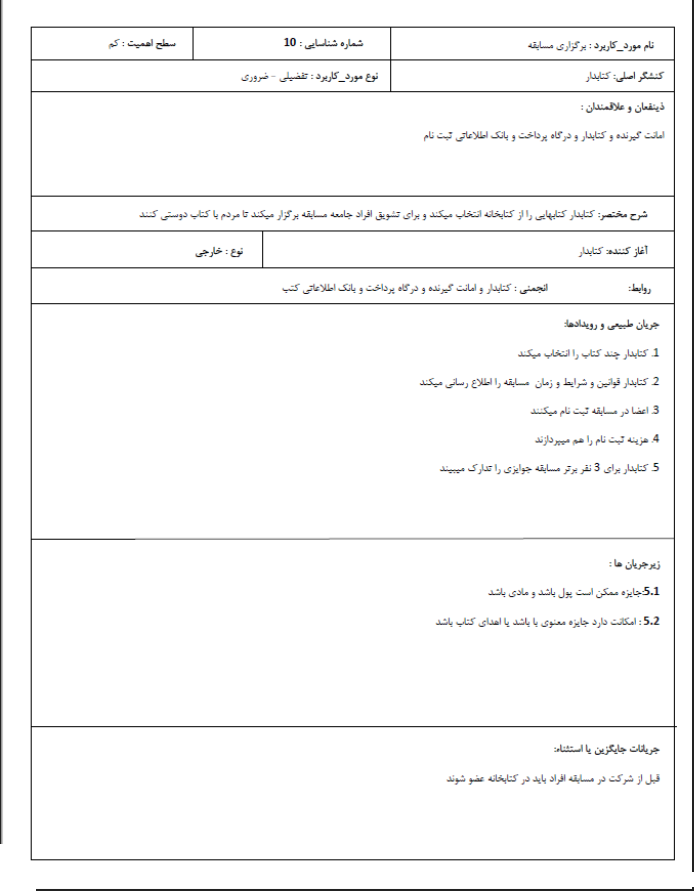 نام مورد_کاربرد : برگزاری مسابقه
شماره شناسایی : 10
سطح اهمیت : کم
کنشگر اصلی: کتابدار
نوع مورد_کاربرد : تفضیلی - ضروری
ذینفعان و علاقمندان :
امانت گیرنده و کتابدار و درگاه پرداخت و بانک اطلاعاتی ثبت نام
شرح مختصر: کتابدار کتابهایی را از کتابخانه انتخاب میکند و برای تشویق افراد جامعه مسابقه برگزار میکند تا مردم با کتاب دوستی کنند
آغاز کننده: کتابدار
نوع : خارجی
روابط: انجمنی : کتابدار و امانت گیرنده و درگاه پرداخت و بانک اطلاعاتی کتب
جریان طبیعی و رویدادها:
1. کتابدار چند کتاب را انتخاب میکند
2. کتابدار قوانین و شرایط و زمان مسابقه را اطلاع رسانی میکند
3. اعضا در مسابقه ثبت نام میکنند
4. هزینه ثبت نام را هم میپردازند
5. کتابدار برای 3 نفر برتر مسابقه جوایزی را تدارک میبیند
زیرجریان ها :
5.1:جایزه ممکن است پول باشد و مادی باشد
5.2 : امکانت دارد جایزه معنوی با باشد یا اهدای کتاب باشد
جریانات جایگزین یا استثناء:
قبل از شرکت در مسابقه افراد باید در کتابخانه عضو شوند